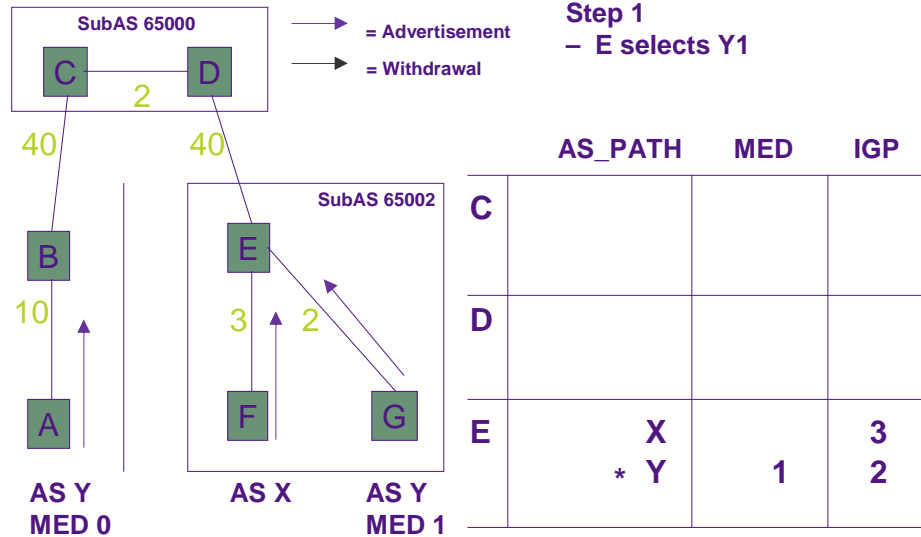 SubAS 65000
C
D
2
= Advertisement
= Withdrawal
Step 1
– E selects Y1
40
40
SubAS 65002
B
E
10
3
2
A
F
G
AS Y
MED 0
AS X
AS Y
MED 1
AS_PATH MED IGP
C
D
E X 3
* Y 1 2